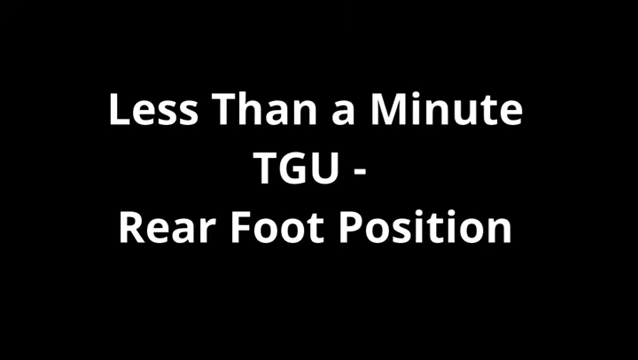 Less Than a Minute
TGU -
Rear Foot Position